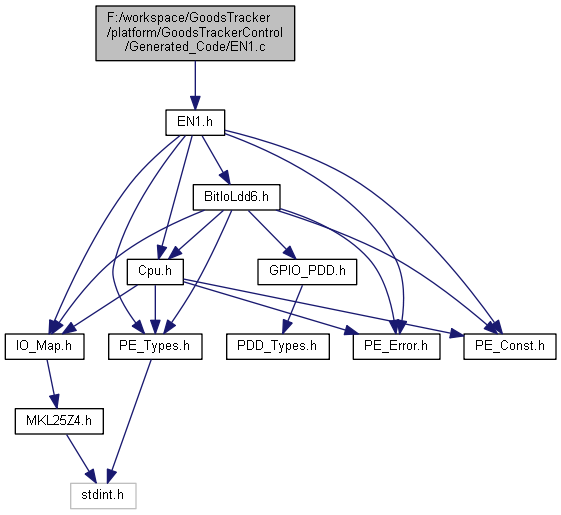 F:/workspace/GoodsTracker
/platform/GoodsTrackerControl
/Generated_Code/EN1.c
EN1.h
BitIoLdd6.h
Cpu.h
GPIO_PDD.h
IO_Map.h
PE_Types.h
PDD_Types.h
PE_Error.h
PE_Const.h
MKL25Z4.h
stdint.h